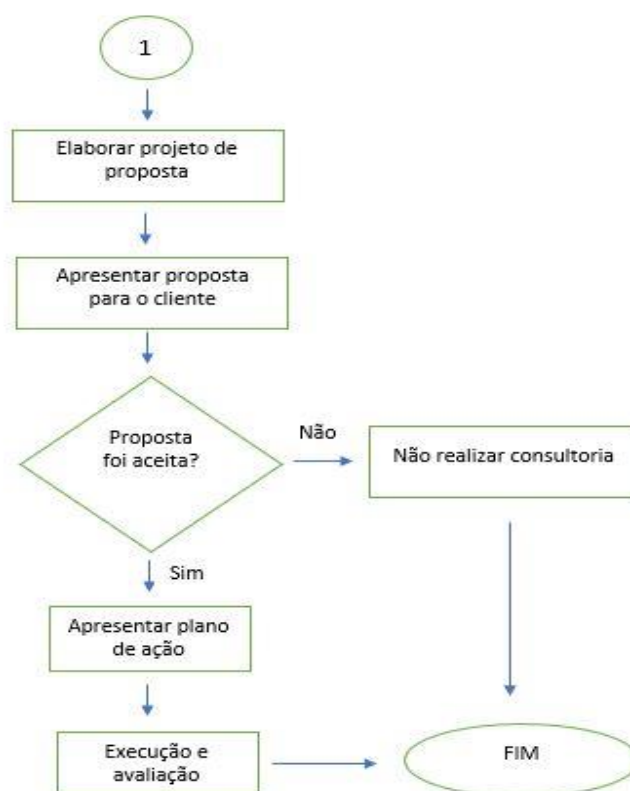 1
Elaborar projeto de
proposta
Apresentar proposta
para o cliente
Proposta
foi aceita?
Não
Não realizar consultoria
Sim
Apresentar plano
de ação
Execução e
avaliação
FIM